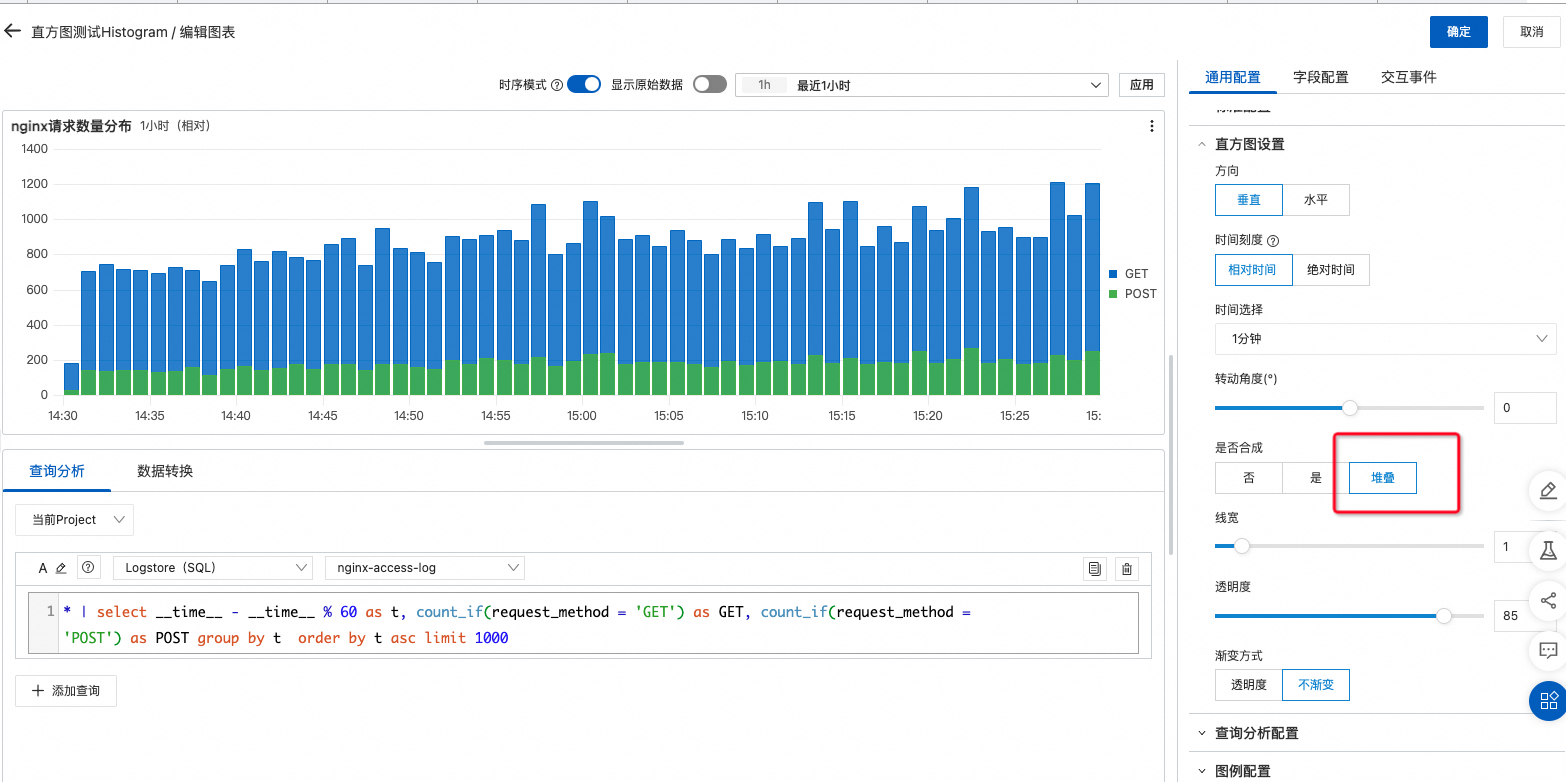 直方图测试Histogram / 编辑图表
确定
取消
时序模式
显示原始数据
1h
最近1小时
应用
通用配置
字段配置
交互事件
nginx请求数量分布 1小时（相对）
1400
1200
1000
800
600
400
200
0
14:30
14:35
14:40
14:45
14:50
14:55
15:00
15:05
15:10
15:15
15:20
15:25
15:
GET
POST
直方图设置
方向
垂直
水平
时间刻度
相对时间
绝对时间
时间选择
1分钟
转动角度(°)
0
是否合成
否
是
堆叠
线宽
1
透明度
85
渐变方式
透明度
不渐变
查询分析配置
图例配置
查询分析
数据转换
当前Project
A
Logstore（SQL）
nginx-access-log
1
* | select __time__ - __time__ % 60 as t, count_if(request_method = 'GET') as GET, count_if(request_method =
'POST') as POST group by t  order by t asc limit 1000
添加查询